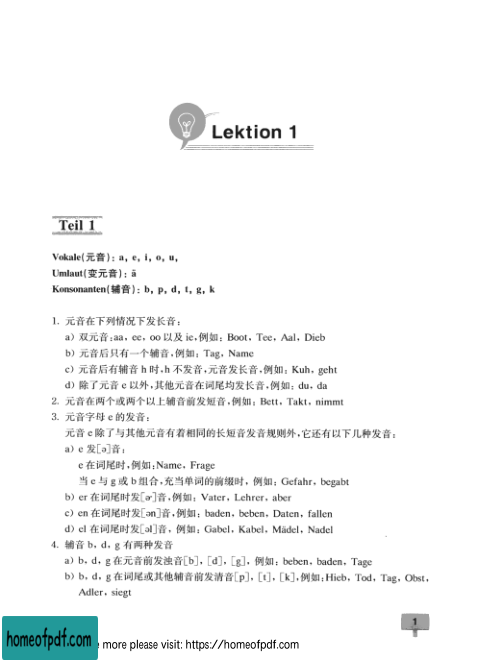 Lektion 1
Teil 1
Vokale(元音): a, e, i, o, u,
Umlaut(变元音): ä
Konsonanten(辅音): b, p, d, t, g, k
1. 元音在下列情况下发长音:
a) 双元音:aa, ee, oo 以及 ie,例如: Boot, Tee, Aal, Dieb
b) 元音后只有一个辅音,例如: Tag, Name
c) 元音后有辅音 h 时,h 不发音,元音发长音,例如: Kuh, geht
d) 除了元音 e 以外,其他元音在词尾均发长音,例如: du, da
2. 元音在两个或两个以上辅音前发短音,例如: Bett, Takt, nimmt
3. 元音字母 e 的发音:
元音 e 除了与其他元音有着相同的长短音发音规则外,它还有以下几种发音:
a) e 发[ə]音:
e 在词尾时,例如:Name, Frage
当 e 与 g 或 b 组合,充当单词的前缀时, 例如: Gefahr, begabt
b) er 在词尾时发[ɚ]音,例如: Vater, Lehrer, aber
c) en 在词尾时发[ən]音,例如: baden, beben, Daten, fallen
d) el 在词尾时发[əl]音, 例如: Gabel, Kabel, Mädel, Nadel
4. 辅音 b, d, g 有两种发音
a) b, d, g 在元音前发浊音[b], [d], [g], 例如: beben, baden, Tage
b) b, d, g 在词尾或其他辅音前发清音[p], [t], [k],例如:Hieb, Tod, Tag, Obst,
Adler, siegt
1
homeofpdf.com more please visit: https://homeofpdf.com